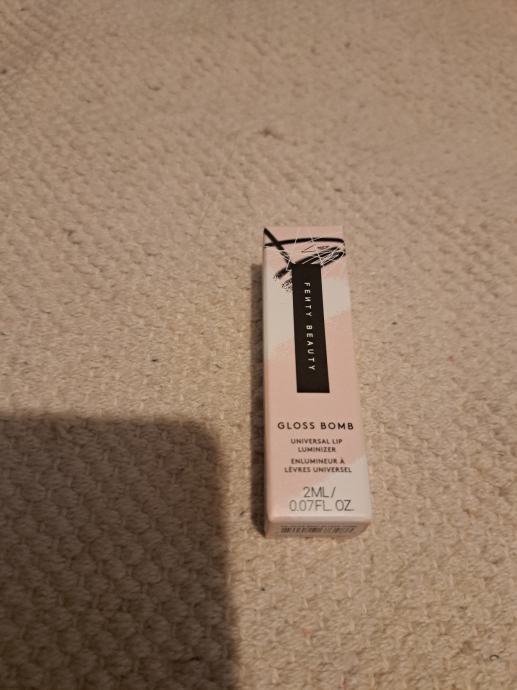 FENTY BEAUTY
GLOSS BOMB
UNIVERSAL LIP
LUMINIZER
ENLUMINEUR À
LÈVRES UNIVERSEL
2ML/
0.07FL. OZ.